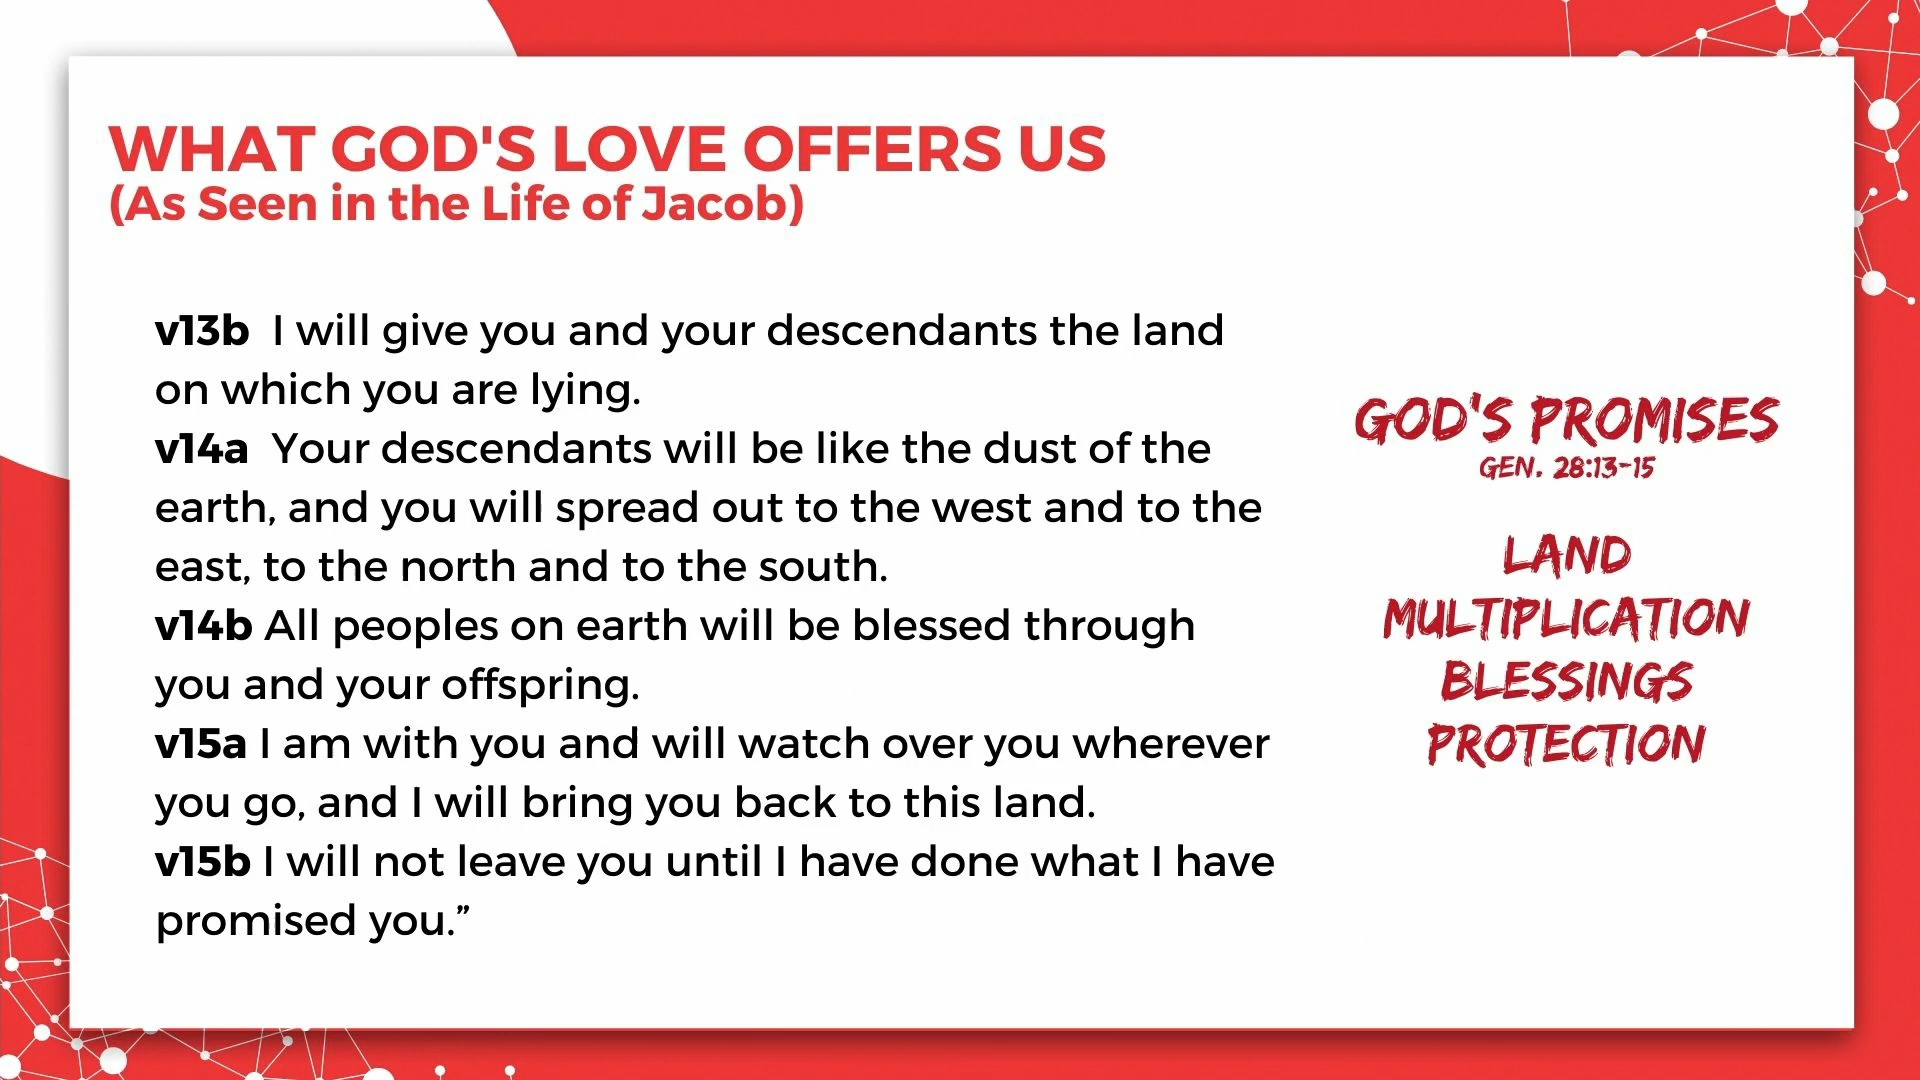 WHAT GOD'S LOVE OFFERS US
(As Seen in the Life of Jacob)
v13b  I will give you and your descendants the land
on which you are lying.
v14a  Your descendants will be like the dust of the
earth, and you will spread out to the west and to the
east, to the north and to the south.
v14b All peoples on earth will be blessed through
you and your offspring.
v15a I am with you and will watch over you wherever
you go, and I will bring you back to this land.
v15b I will not leave you until I have done what I have
promised you.”
GOD'S PROMISES
GEN. 28:13-15
LAND
MULTIPLICATION
BLESSINGS
PROTECTION